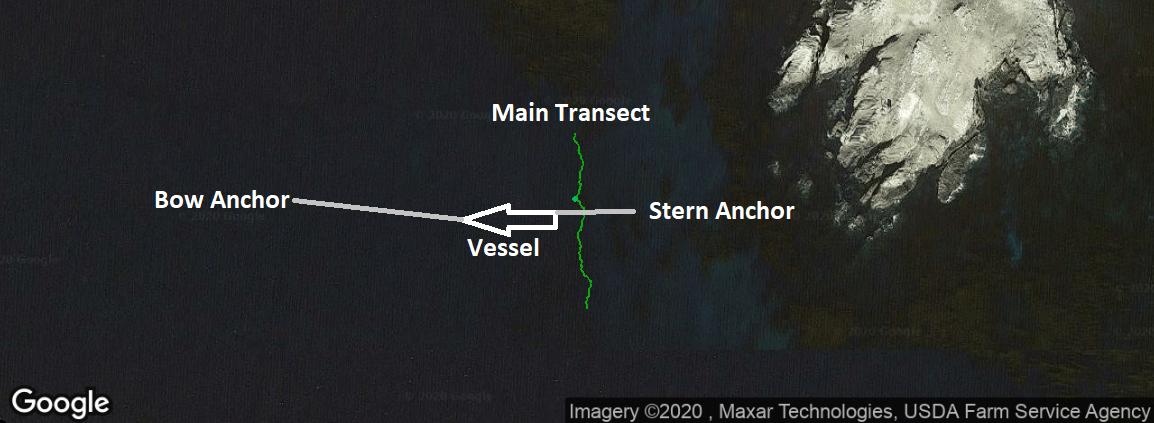 Main Transect
Bow Anchor
Stern Anchor
Vessel
Google
Imagery ©2020 , Maxar Technologies, USDA Farm Service Agency